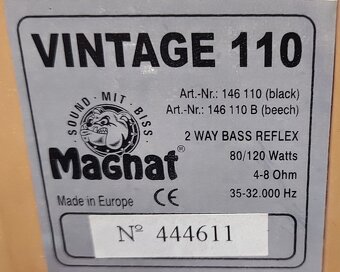 VINTAGE 110
Art.-Nr.: 146 110 (black)
Art.-Nr.: 146 110 B (beech)
SOUND · MIT · BISS
2 WAY BASS REFLEX
Magnat®
80/120 Watts
4-8 Ohm
Made in Europe CE
35-32.000 Hz
Nº 444611